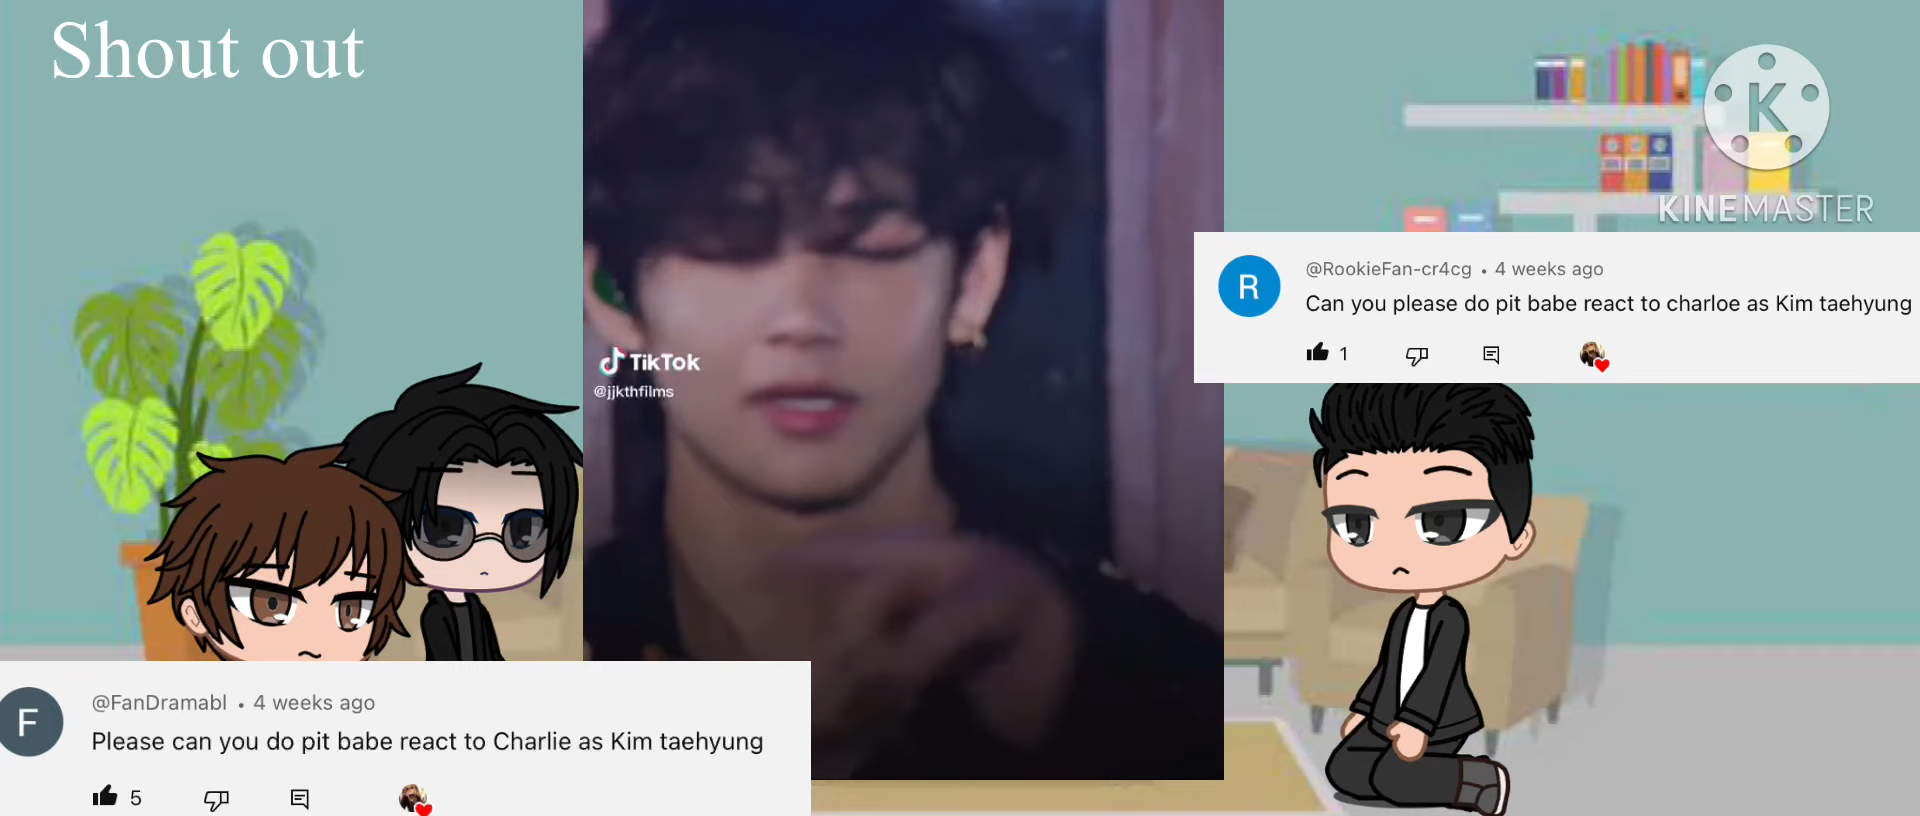 Shout out
K
KINEMASTER
R
@RookieFan-cr4cg • 4 weeks ago
Can you please do pit babe react to charloe as Kim taehyung
1
TikTok
@jjkthfilms
F
@FanDramabl • 4 weeks ago
Please can you do pit babe react to Charlie as Kim taehyung
5